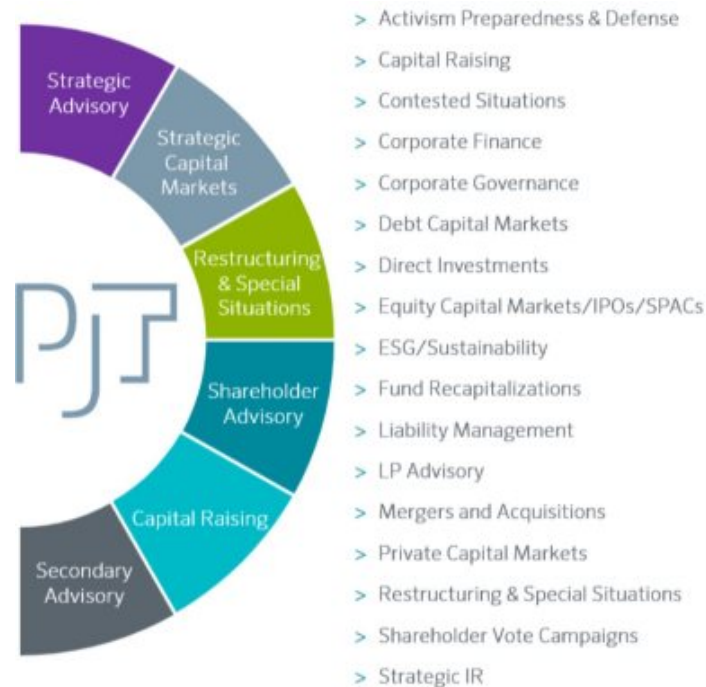 Strategic
Advisory
Strategic
Capital
Markets
Restructuring
& Special
Situations
Shareholder
Advisory
Capital Raising
Secondary
Advisory
PJT
> Activism Preparedness & Defense
> Capital Raising
> Contested Situations
> Corporate Finance
> Corporate Governance
> Debt Capital Markets
> Direct Investments
> Equity Capital Markets/IPOs/SPACs
> ESG/Sustainability
> Fund Recapitalizations
> Liability Management
> LP Advisory
> Mergers and Acquisitions
> Private Capital Markets
> Restructuring & Special Situations
> Shareholder Vote Campaigns
> Strategic IR